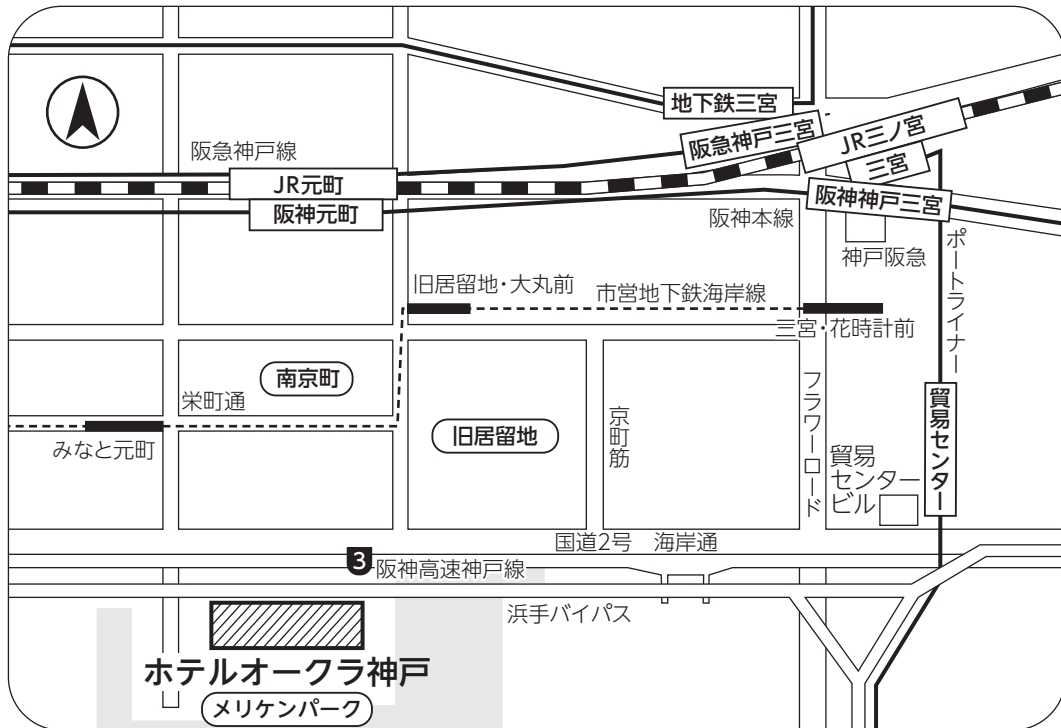 地下鉄三宮
阪急神戸三宮
JR三ノ宮
三宮
阪急神戸線
JR元町
阪神元町
阪神神戸三宮
阪神本線
神戸阪急
ポートライナー
旧居留地・大丸前
市営地下鉄海岸線
三宮・花時計前
南京町
栄町通
みなと元町
旧居留地
京町筋
フラワーロード
貿易センター
貿易
センター
ビル
国道2号 海岸通
3
阪神高速神戸線
浜手バイパス
ホテルオークラ神戸
メリケンパーク